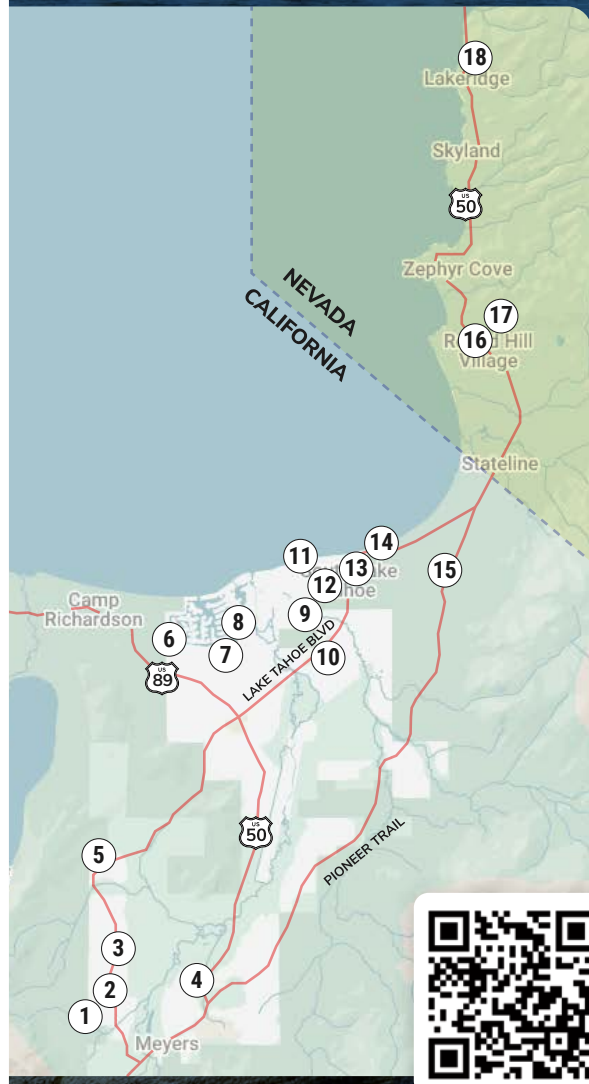 18
Lakeridge
Skyland
US
50
Zephyr Cove
NEVADA
CALIFORNIA
17
16
Hill
Village
Stateline
14
11
13
15
12
Camp
Richardson
9
8
6
7
10
LAKE TAHOE BLVD
US
89
US
50
PIONEER TRAIL
5
3
4
2
1
Meyers